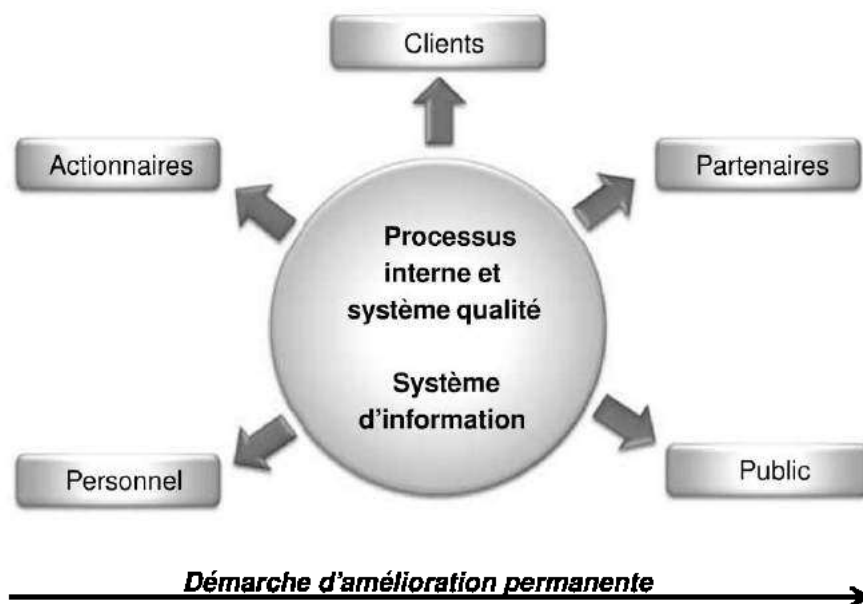 Clients
Actionnaires
Partenaires
Processus
interne et
système qualité
Système
d'information
Personnel
Public
Démarche d'amélioration permanente